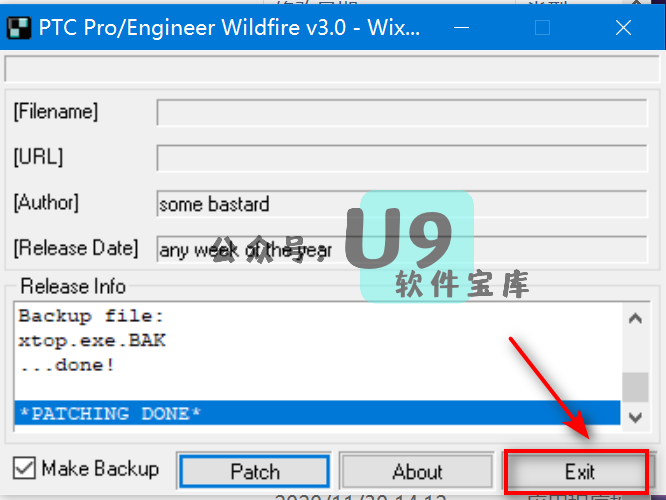 PTC Pro/Engineer Wildfire v3.0 - Wix...
[Filename]
[URL]
[Author] some bastard
[Release Date] any week of the year
公众号: U9
软件宝库
Release Info
Backup file:
xtop.exe.BAK
...done!
*PATCHING DONE*
Make Backup Patch About Exit